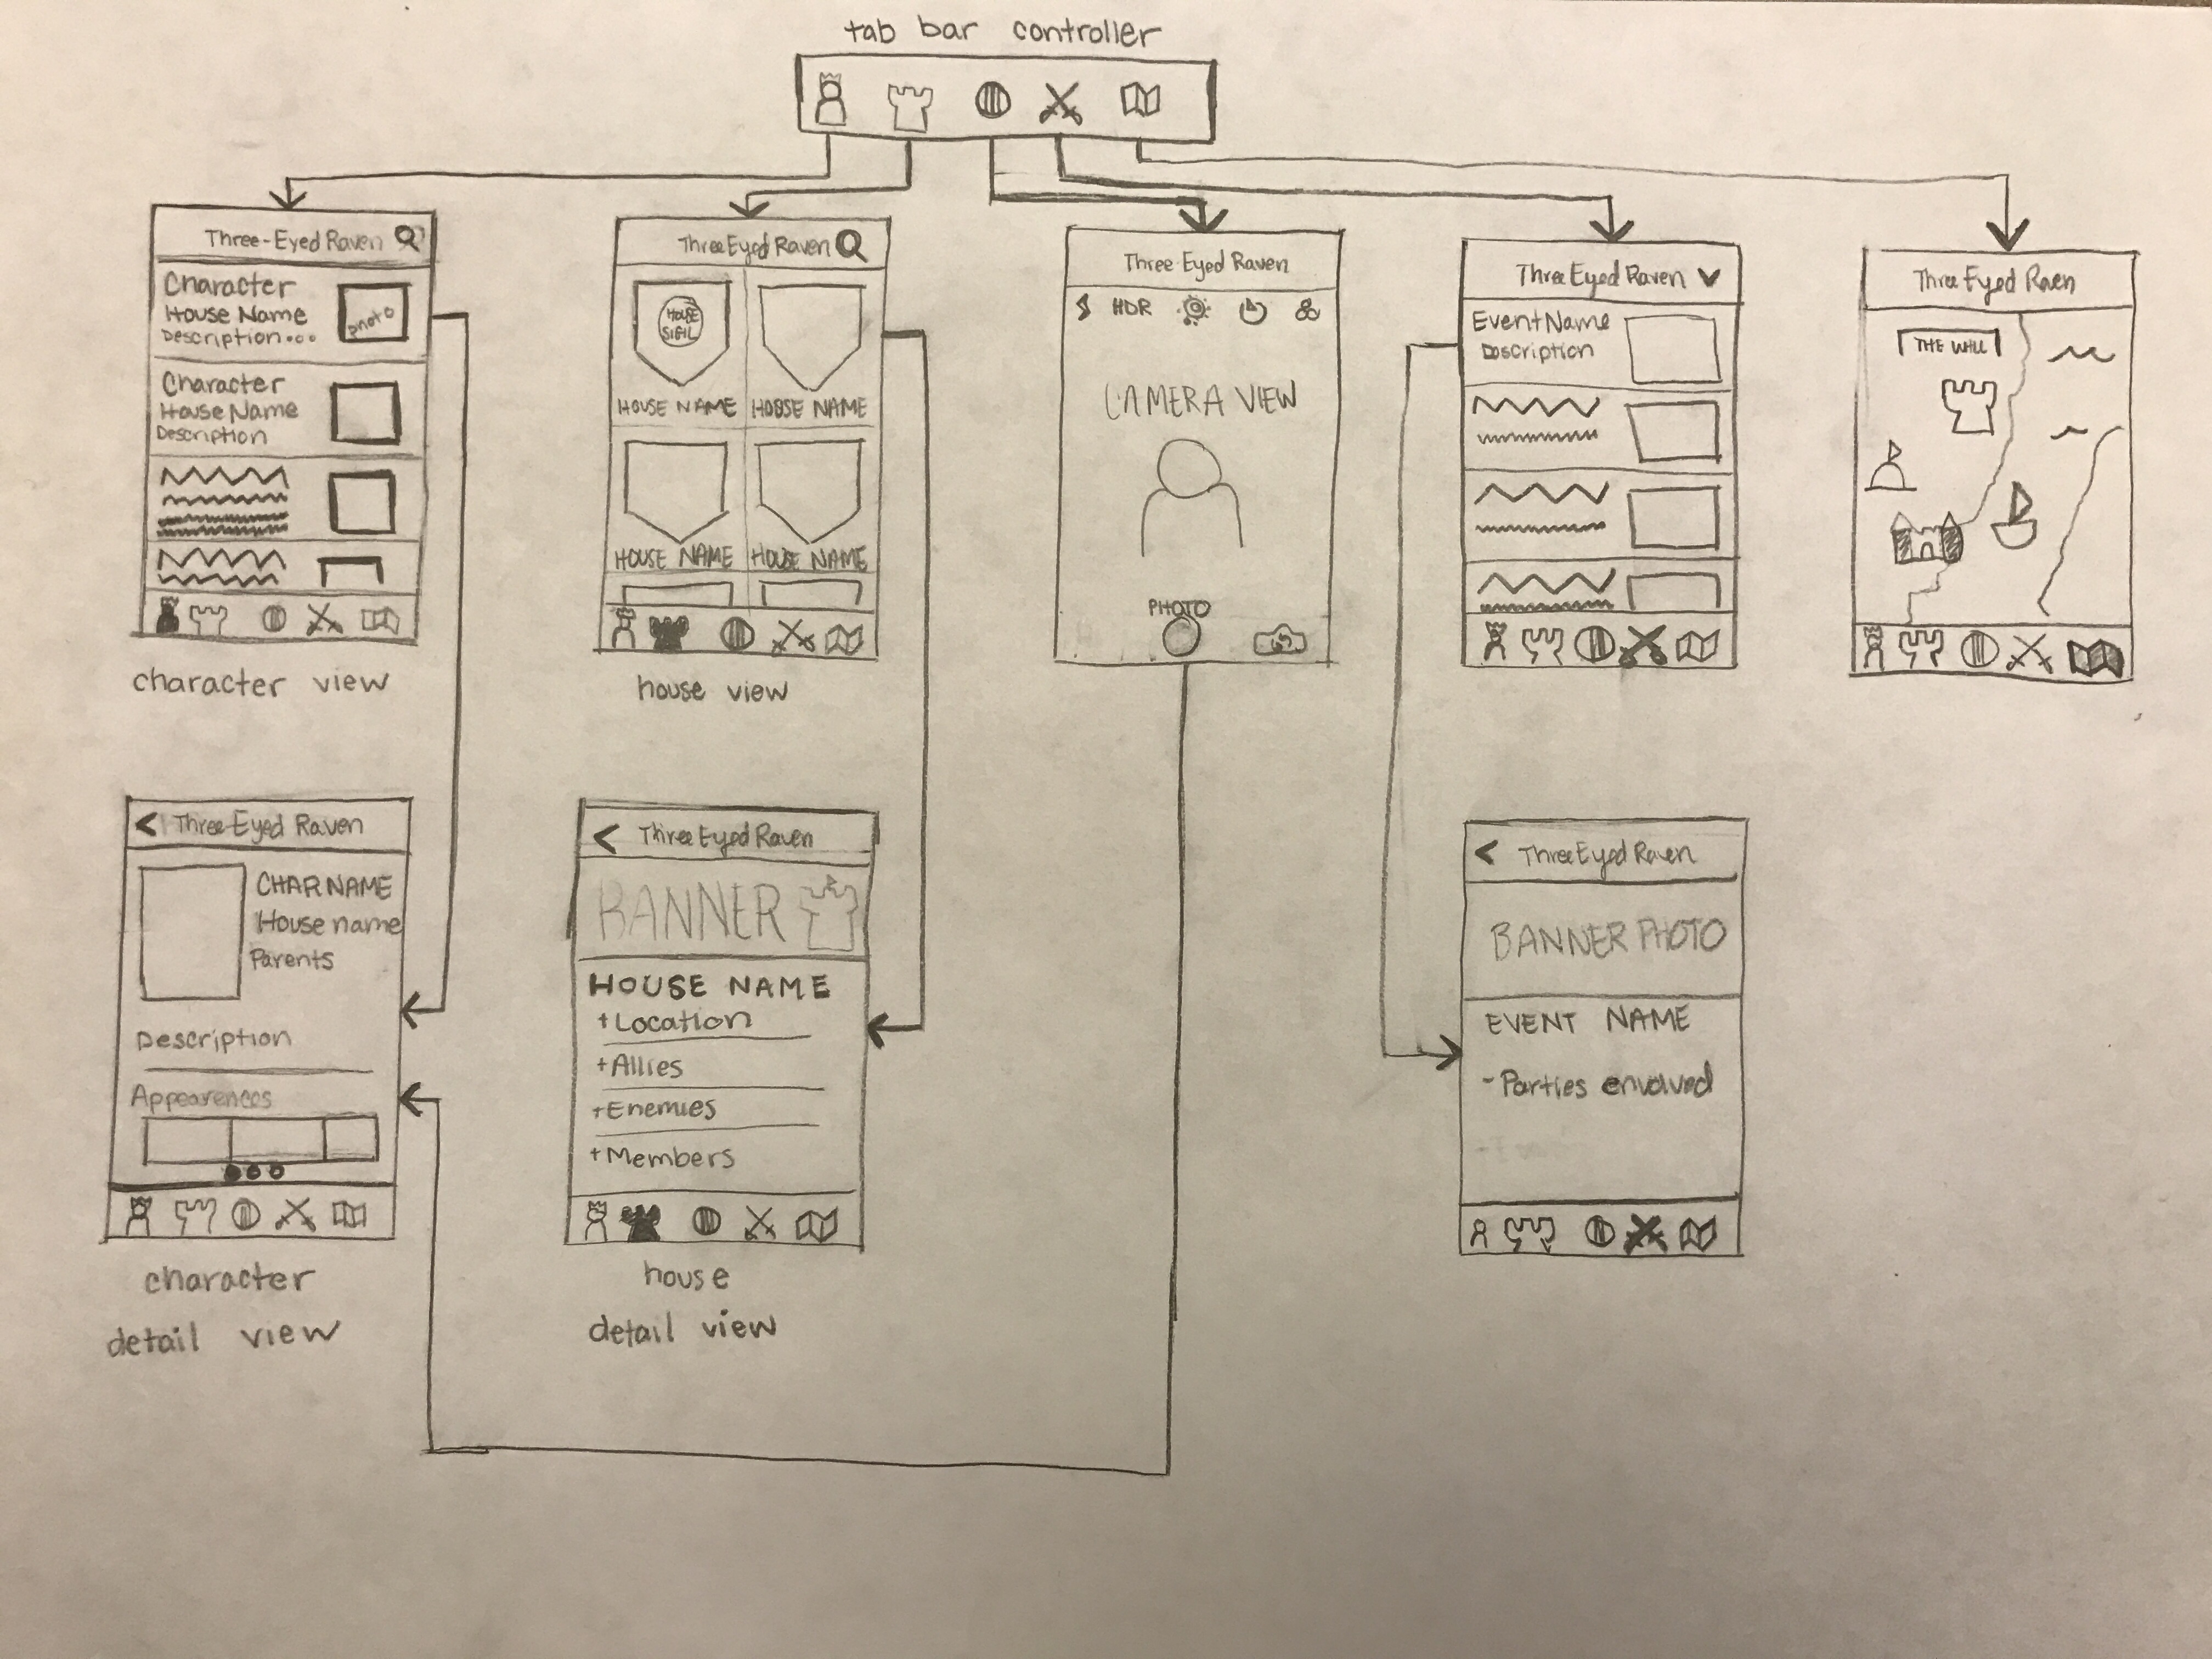 tab bar controller
Three-Eyed Raven
Character
House Name
Description...
photo
Character
House Name
Description
character view
Three Eyed Raven
HOUSE
SIGIL
HOUSE NAME
HOUSE NAME
HOUSE NAME
HOUSE NAME
house view
Three Eyed Raven
HDR
CAMERA VIEW
PHOTO
Three Eyed Raven
Event Name
Description
Three Eyed Raven
THE WALL
Three-Eyed Raven
CHAR NAME
House name
Parents
Description
Appearences
character
detail view
Three Eyed Raven
BANNER
HOUSE NAME
+Location
+Allies
+Enemies
+Members
house
detail view
Three Eyed Raven
BANNER PHOTO
EVENT NAME
-Parties envolved